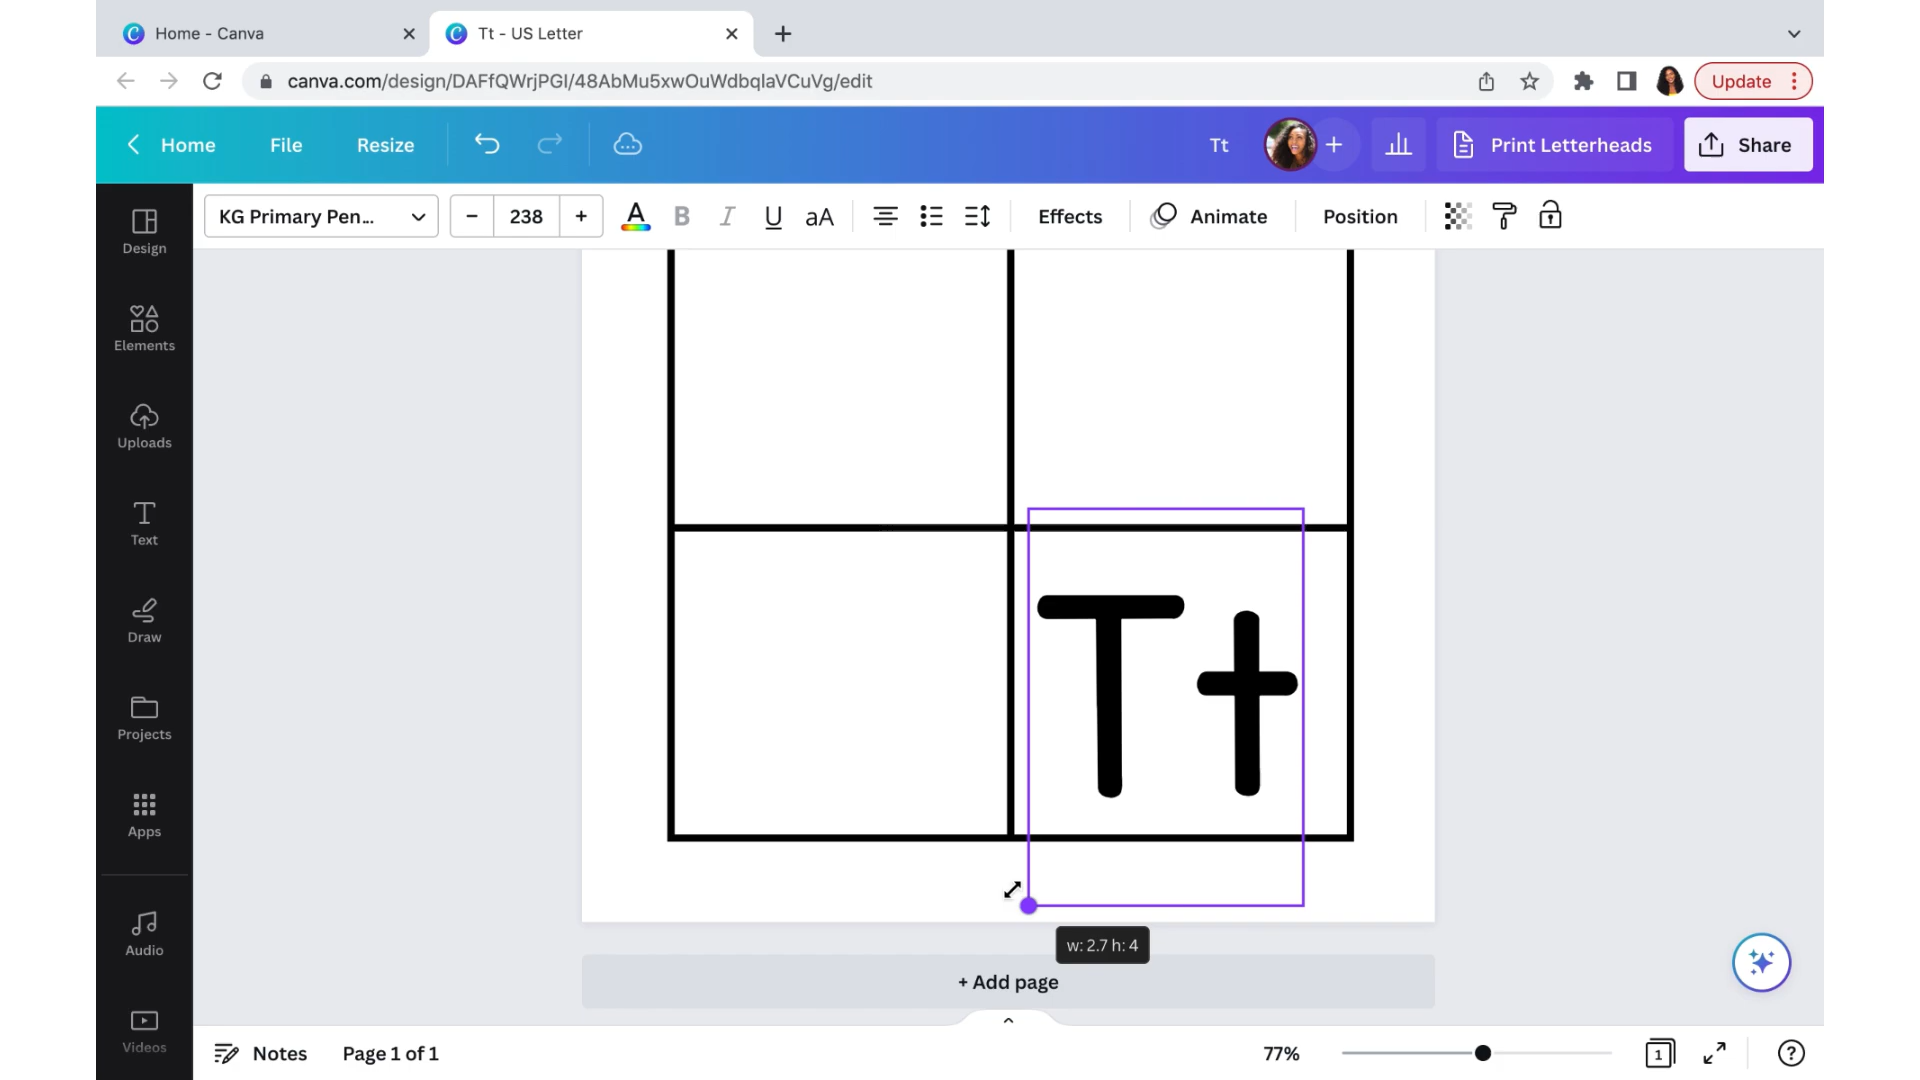 Home - Canva
Tt - US Letter
canva.com/design/DAFfQWrjPGI/48AbMu5xwOuWdbqlaVCuVg/edit
Update
Home
File
Resize
Tt
Print Letterheads
Share
KG Primary Pen...
238
A
B
I
U
aA
Effects
Animate
Position
Design
Elements
Uploads
Text
Draw
Projects
Apps
Audio
Videos
Tt
w: 2.7 h: 4
+ Add page
Notes
Page 1 of 1
77%
1
?